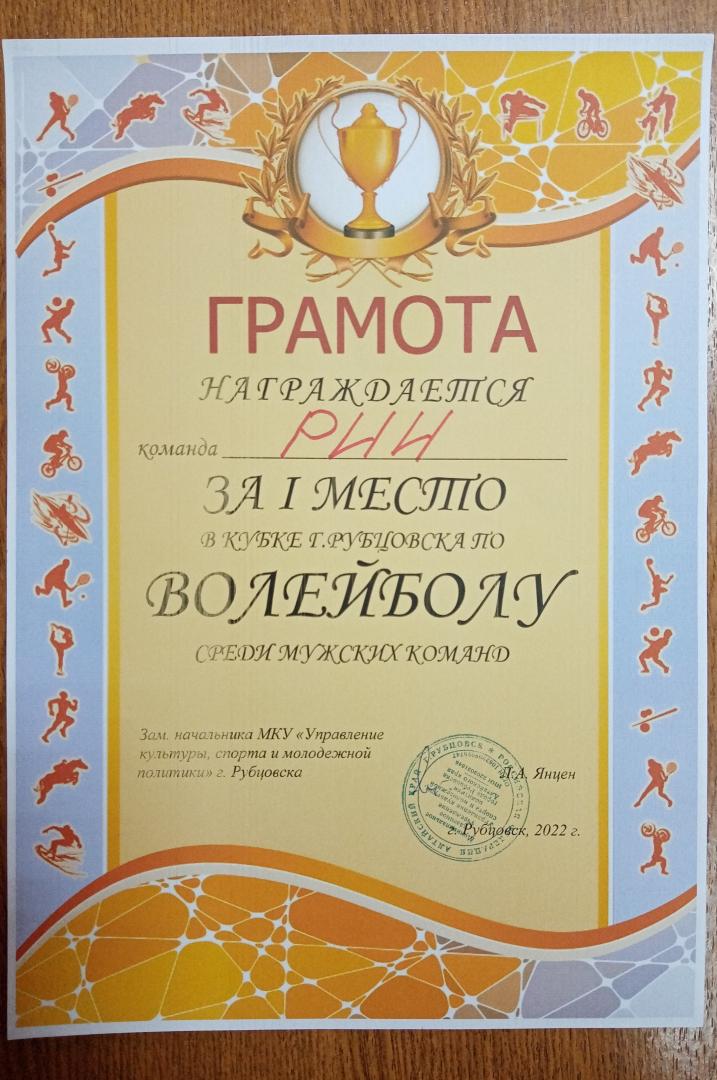 ГРАМОТА
НАГРАЖДАЕТСЯ
команда РИИ
ЗА I МЕСТО
В КУБКЕ Г.РУБЦОВСКА ПО
ВОЛЕЙБОЛУ
СРЕДИ МУЖСКИХ КОМАНД
Зам. начальника МКУ «Управление
культуры, спорта и молодежной
политики» г. Рубцовска
Д.А. Янцен
г. Рубцовск, 2022 г.